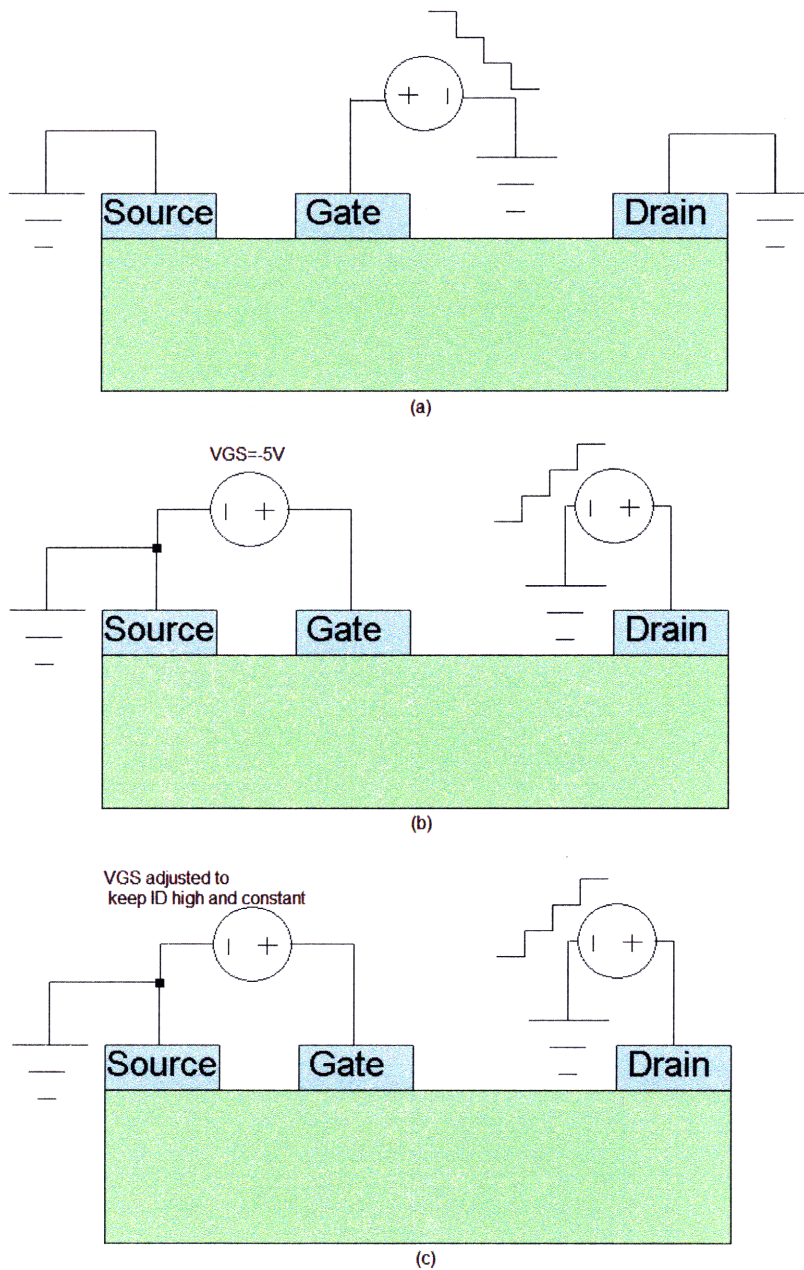 + −
Source Gate Drain
(a)
VGS=-5V
− + − +
Source Gate Drain
(b)
VGS adjusted to
keep ID high and constant
− + − +
Source Gate Drain
(c)